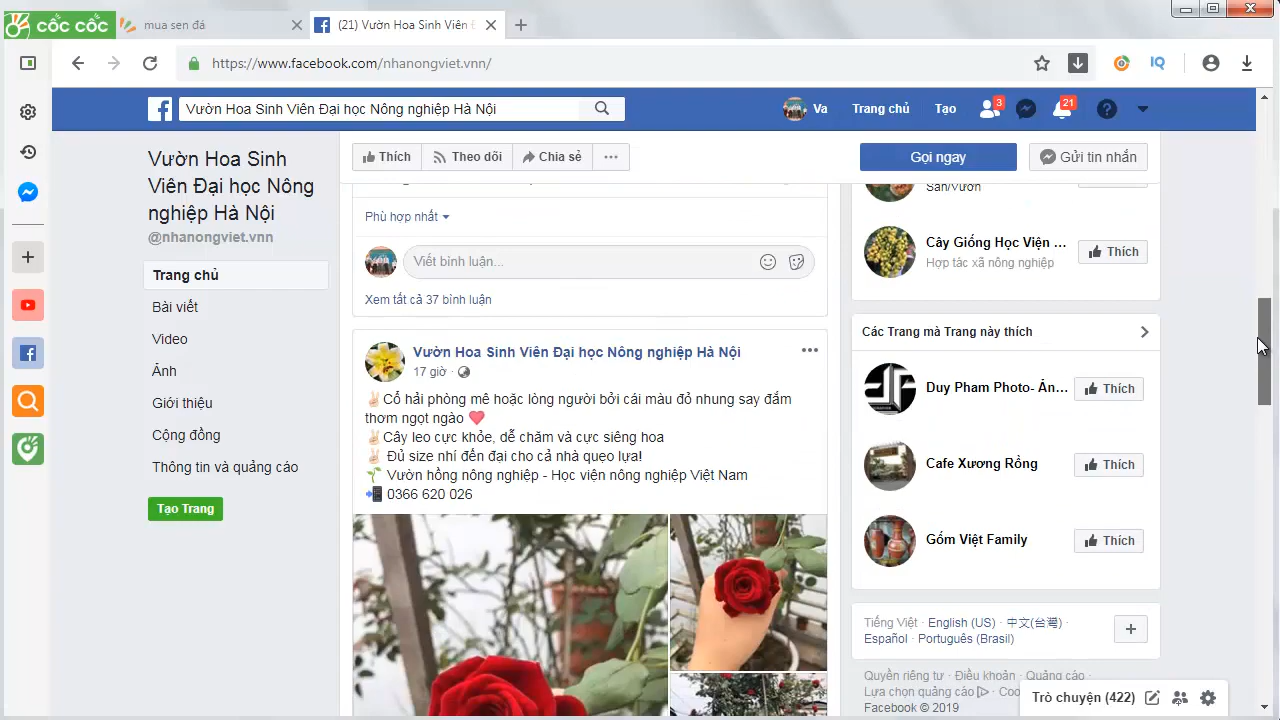 cốc cốc
mua sen đá
(21) Vườn Hoa Sinh Viên Đ
https://www.facebook.com/nhanongviet.vnn/
IQ
Vườn Hoa Sinh Viên Đại học Nông nghiệp Hà Nội
Va
Trang chủ
Tạo
3
21
Vườn Hoa Sinh
Viên Đại học Nông
nghiệp Hà Nội
@nhanongviet.vnn
Trang chủ
Bài viết
Video
Ảnh
Giới thiệu
Cộng đồng
Thông tin và quảng cáo
Tạo Trang
Thích
Theo dõi
Chia sẻ
Gọi ngay
Gửi tin nhắn
Phù hợp nhất
Viết bình luận...
Xem tất cả 37 bình luận
Vườn Hoa Sinh Viên Đại học Nông nghiệp Hà Nội
17 giờ ·
✌🏻Cổ hải phòng mê hoặc lòng người bởi cái màu đỏ nhung say đắm
thơm ngọt ngào ❤️
✌🏻Cây leo cực khỏe, dễ chăm và cực siêng hoa
✌🏻 Đủ size nhí đến đại cho cả nhà quẹo lựa!
🌱 Vườn hồng nông nghiệp - Học viện nông nghiệp Việt Nam
📲 0366 620 026
Sân/Vườn
Cây Giống Học Viện ...
Hợp tác xã nông nghiệp
Thích
Các Trang mà Trang này thích
Duy Pham Photo- Ản...
Thích
Cafe Xương Rồng
Thích
Gốm Việt Family
Thích
Tiếng Việt · English (US) · 中文(台灣) ·
Español · Português (Brasil)
Quyền riêng tư · Điều khoản · Quảng cáo ·
Lựa chọn quảng cáo
Facebook © 2019
Trò chuyện (422)